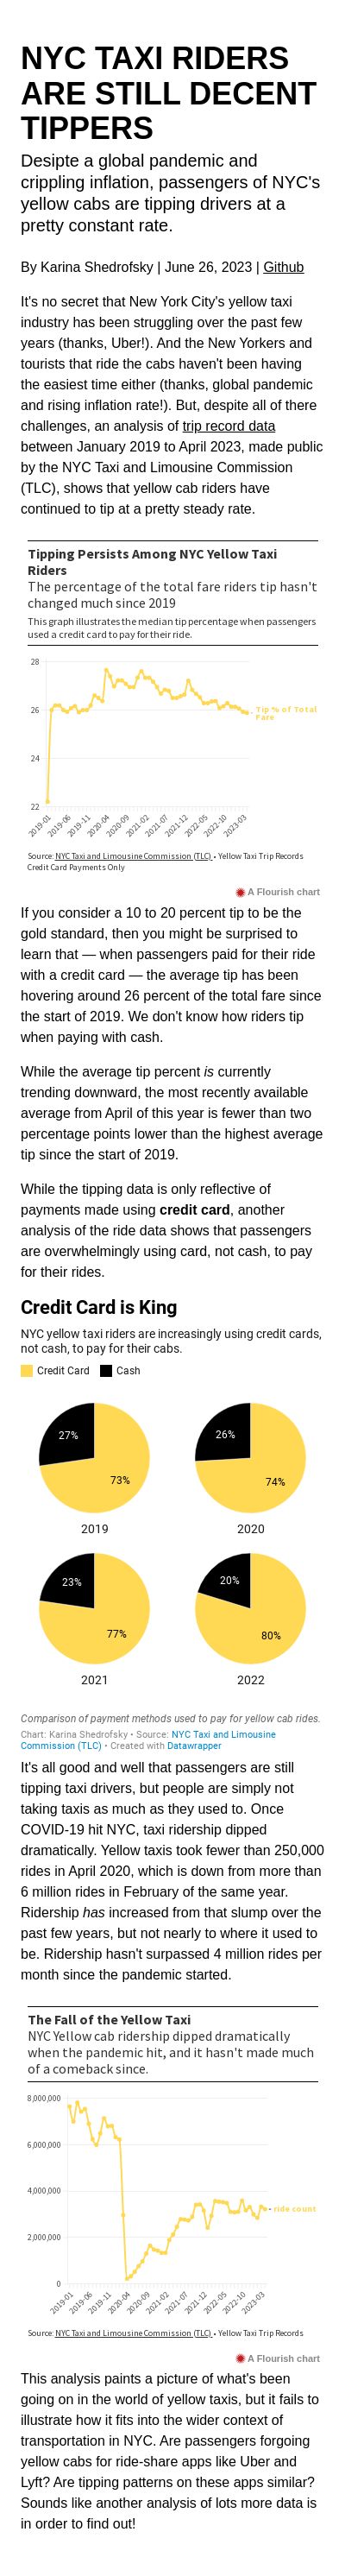 NYC TAXI RIDERS
ARE STILL DECENT
TIPPERS
Desipte a global pandemic and
crippling inflation, passengers of NYC's
yellow cabs are tipping drivers at a
pretty constant rate.
By Karina Shedrofsky | June 26, 2023 | Github
It's no secret that New York City's yellow taxi
industry has been struggling over the past few
years (thanks, Uber!). And the New Yorkers and
tourists that ride the cabs haven't been having
the easiest time either (thanks, global pandemic
and rising inflation rate!). But, despite all of there
challenges, an analysis of trip record data
between January 2019 to April 2023, made public
by the NYC Taxi and Limousine Commission
(TLC), shows that yellow cab riders have
continued to tip at a pretty steady rate.
Tipping Persists Among NYC Yellow Taxi
Riders
The percentage of the total fare riders tip hasn't
changed much since 2019
This graph illustrates the median tip percentage when passengers
used a credit card to pay for their ride.
28
26
24
22
Tip % of Total
Fare
2019-01 2019-06 2019-11 2020-04 2020-09 2021-02 2021-07 2021-12 2022-05 2022-10 2023-03
Source: NYC Taxi and Limousine Commission (TLC) • Yellow Taxi Trip Records
Credit Card Payments Only
A Flourish chart
If you consider a 10 to 20 percent tip to be the
gold standard, then you might be surprised to
learn that — when passengers paid for their ride
with a credit card — the average tip has been
hovering around 26 percent of the total fare since
the start of 2019. We don't know how riders tip
when paying with cash.
While the average tip percent is currently
trending downward, the most recently available
average from April of this year is fewer than two
percentage points lower than the highest average
tip since the start of 2019.
While the tipping data is only reflective of
payments made using credit card, another
analysis of the ride data shows that passengers
are overwhelmingly using card, not cash, to pay
for their rides.
Credit Card is King
NYC yellow taxi riders are increasingly using credit cards,
not cash, to pay for their cabs.
Credit Card Cash
27% 73%
26% 74%
2019 2020
23% 77%
20% 80%
2021 2022
Comparison of payment methods used to pay for yellow cab rides.
Chart: Karina Shedrofsky • Source: NYC Taxi and Limousine
Commission (TLC) • Created with Datawrapper
It's all good and well that passengers are still
tipping taxi drivers, but people are simply not
taking taxis as much as they used to. Once
COVID-19 hit NYC, taxi ridership dipped
dramatically. Yellow taxis took fewer than 250,000
rides in April 2020, which is down from more than
6 million rides in February of the same year.
Ridership has increased from that slump over the
past few years, but not nearly to where it used to
be. Ridership hasn't surpassed 4 million rides per
month since the pandemic started.
The Fall of the Yellow Taxi
NYC Yellow cab ridership dipped dramatically
when the pandemic hit, and it hasn't made much
of a comeback since.
8,000,000
6,000,000
4,000,000
2,000,000
0
ride count
2019-01 2019-06 2019-11 2020-04 2020-09 2021-02 2021-07 2021-12 2022-05 2022-10 2023-03
Source: NYC Taxi and Limousine Commission (TLC) • Yellow Taxi Trip Records
A Flourish chart
This analysis paints a picture of what's been
going on in the world of yellow taxis, but it fails to
illustrate how it fits into the wider context of
transportation in NYC. Are passengers forgoing
yellow cabs for ride-share apps like Uber and
Lyft? Are tipping patterns on these apps similar?
Sounds like another analysis of lots more data is
in order to find out!